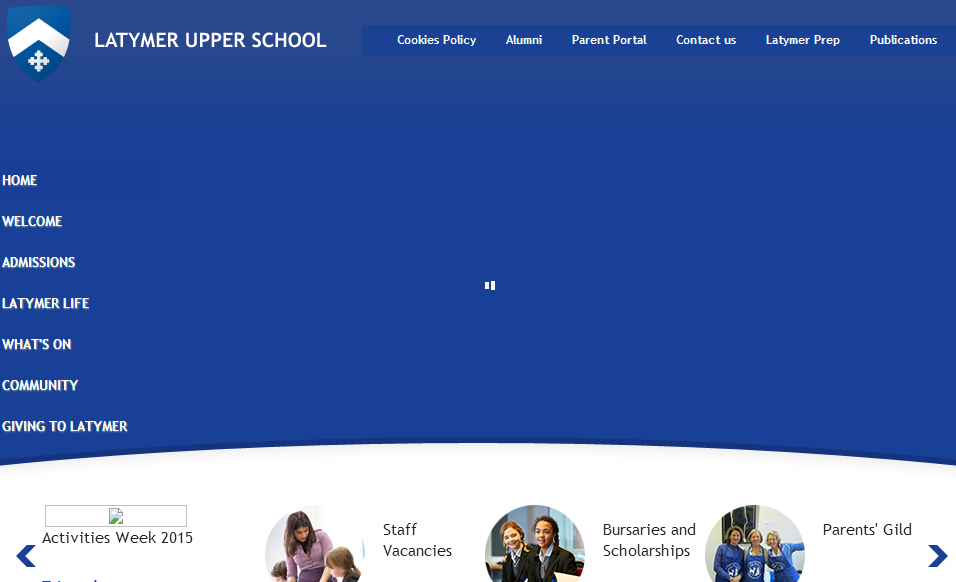 LATYMER UPPER SCHOOL
Cookies Policy Alumni Parent Portal Contact us Latymer Prep Publications
HOME
WELCOME
ADMISSIONS
LATYMER LIFE
WHAT'S ON
COMMUNITY
GIVING TO LATYMER
Activities Week 2015
Staff
Vacancies
Bursaries and
Scholarships
Parents' Gild